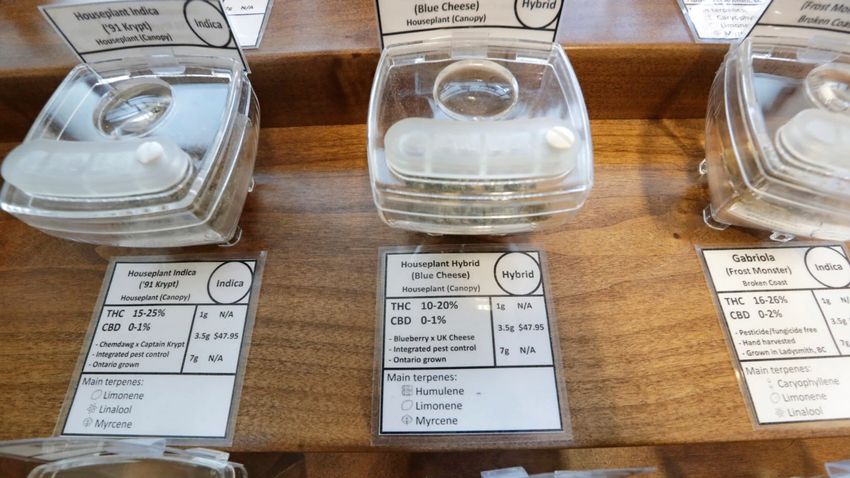 Houseplant Indica
('91 Krypt)
Houseplant (Canopy)
Indica
(Blue Cheese)
Houseplant (Canopy)
Hybrid
(Frost
Broken Coast
Houseplant Indica
('91 Krypt)
Houseplant (Canopy)
Indica
THC 15-25%
CBD 0-1%
- Chemdawg x Captain Krypt
- Integrated pest control
- Ontario grown
1g N/A
3.5g $47.95
7g N/A
Main terpenes:
Limonene
Linalool
Myrcene
Houseplant Hybrid
(Blue Cheese)
Houseplant (Canopy)
Hybrid
THC 10-20%
CBD 0-1%
- Blueberry x UK Cheese
- Integrated pest control
- Ontario grown
1g N/A
3.5g $47.95
7g N/A
Main terpenes:
Humulene
Limonene
Myrcene
Gabriola
(Frost Monster)
Broken Coast
Indica
THC 16-26%
CBD 0-2%
- Pesticide/fungicide free
- Hand harvested
- Grown in Ladysmith, BC
1g
3.5g
7g
Main terpenes:
Caryophyllene
Limonene
Linalool